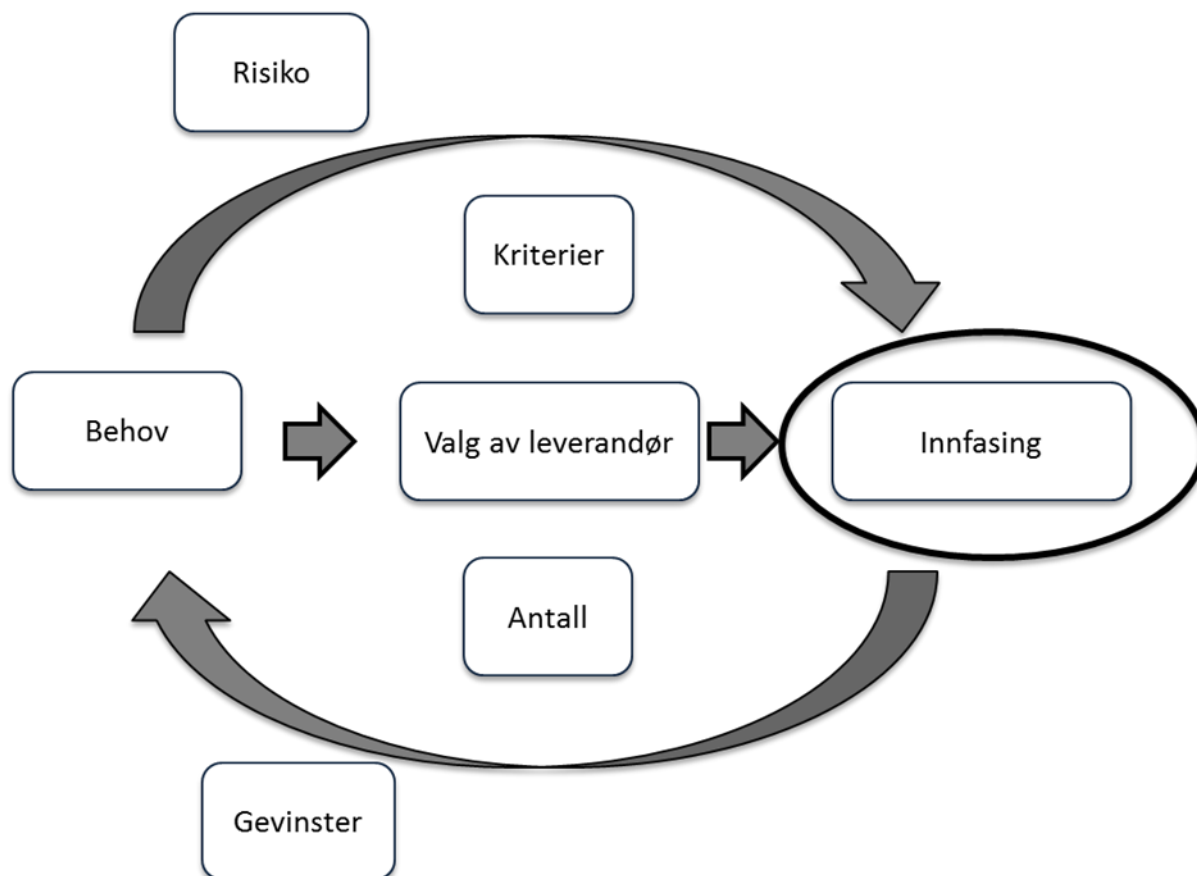 Risiko
Kriterier
Behov
Valg av leverandør
Innfasing
Antall
Gevinster